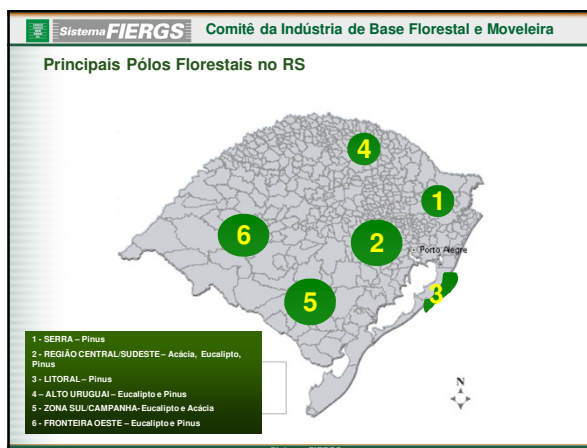 Sistema FIERGS Comitê da Indústria de Base Florestal e Moveleira
Principais Pólos Florestais no RS
4
1
6
2
Porto Alegre
3
5
1 - SERRA – Pinus
2 - REGIÃO CENTRAL/SUDESTE – Acácia, Eucalipto,
Pinus
3 - LITORAL – Pinus
4 – ALTO URUGUAI – Eucalipto e Pinus
5 - ZONA SUL/CAMPANHA- Eucalipto e Acácia
6 - FRONTEIRA OESTE – Eucalipto e Pinus
N
Sistema FIERGS